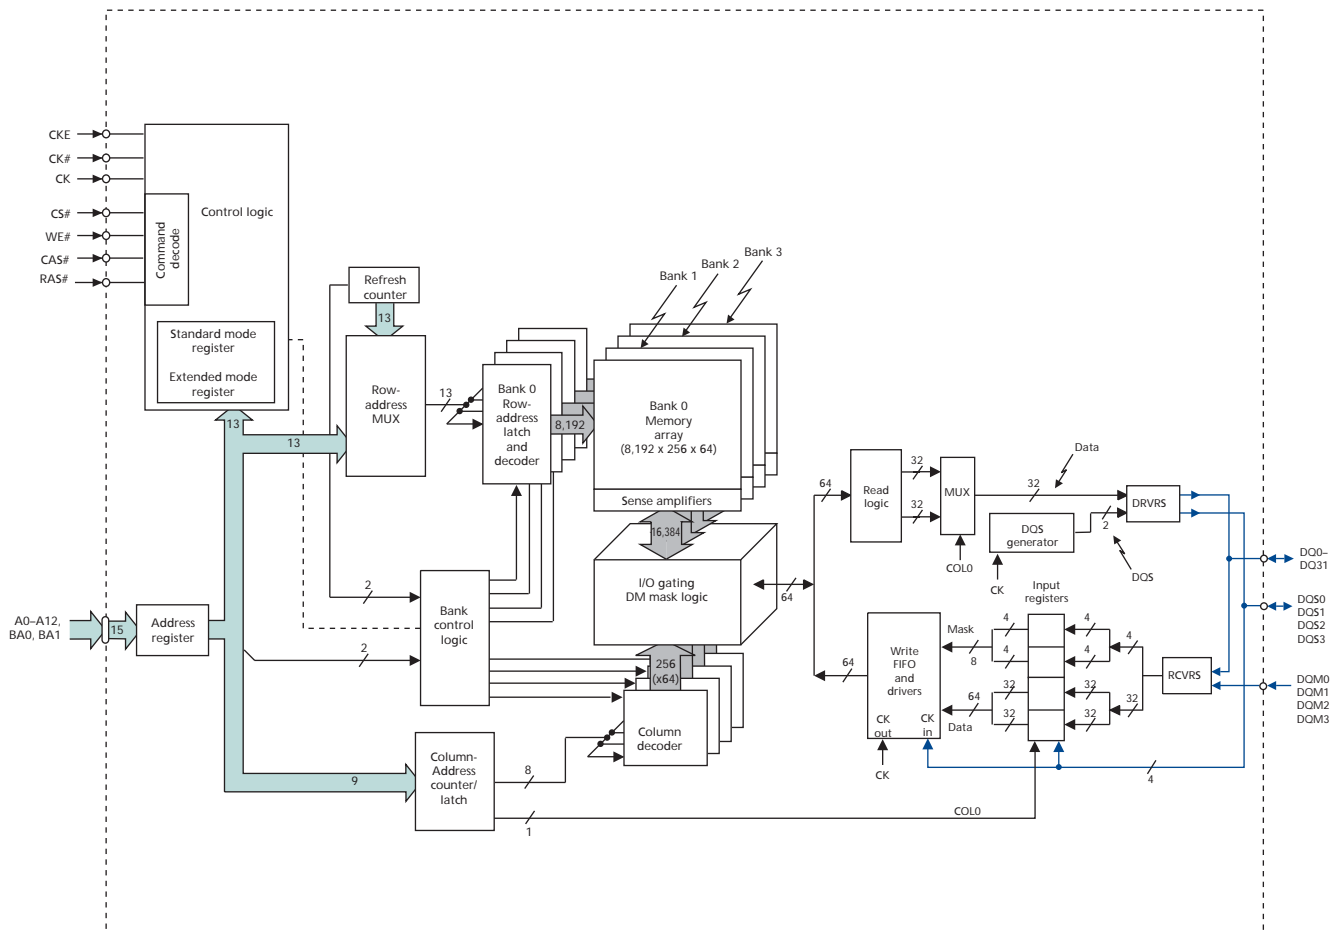 CKE
CK#
CK
CS#
WE#
CAS#
RAS#
Control logic
Command
decode
Standard mode
register
Extended mode
register
Refresh
counter
13
Row-
address
MUX
13
13
13
Bank 0
Row-
address
latch
and
decoder
8,192
Bank 1
Bank 2
Bank 3
Bank 0
Memory
array
(8,192 x 256 x 64)
Sense amplifiers
16,384
I/O gating
DM mask logic
256
(x64)
Column
decoder
A0–A12,
BA0, BA1
15
Address
register
2
2
Bank
control
logic
9
Column-
Address
counter/
latch
8
1
COL0
64
64
64
Read
logic
32
32
MUX
COL0
32
Data
DQS
generator
CK
2
DQS
DRVRS
DQ0–
DQ31
DQS0
DQS1
DQS2
DQS3
DQM0
DQM1
DQM2
DQM3
Input
registers
Write
FIFO
and
drivers
CK
out
CK
in
CK
Mask
8
64
Data
4
4
32
32
4
4
32
32
4
32
RCVRS
4